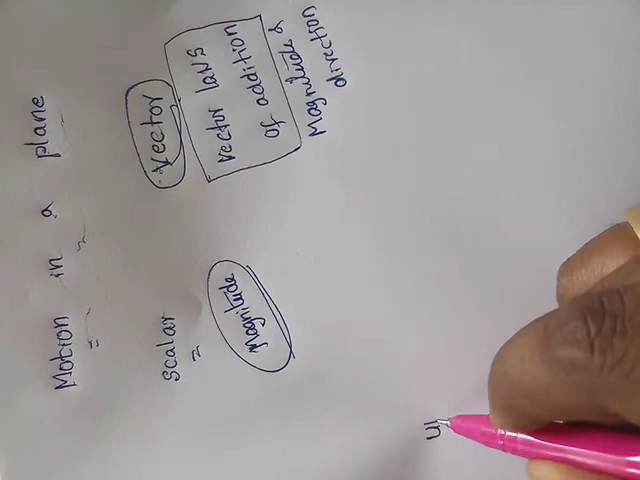 Motion in a plane
Scalar
Magnitude
Vector
Vector laws
of addition
Magnitude &
direction